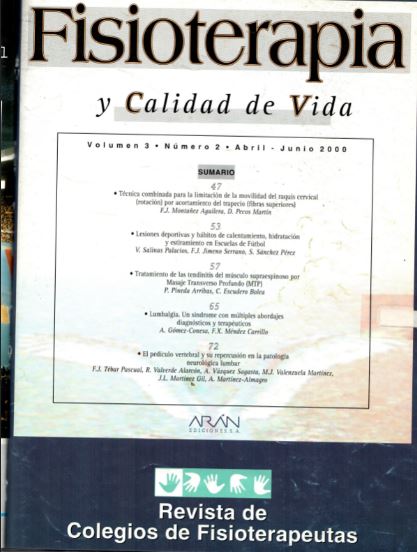 1
Fisioterapia
y Calidad de Vida
Volumen 3 • Número 2 • Abril - Junio 2000
SUMARIO
47
• Técnica combinada para la limitación de la movilidad del raquis cervical
(rotación) por acortamiento del trapecio (fibras superiores)
F.J. Montañez Aguilera, D. Pecos Martín
53
• Lesiones deportivas y hábitos de calentamiento, hidratación
y estiramiento en Escuelas de Fútbol
V. Salinas Palacios, F.J. Jimeno Serrano, S. Sánchez Pérez
57
• Tratamiento de las tendinitis del músculo supraespinoso por
Masaje Transverso Profundo (MTP)
P. Pineda Arribas, C. Escudero Bolea
65
• Lumbalgia. Un síndrome con múltiples abordajes
diagnósticos y terapéuticos
A. Gómez-Conesa, F.X. Méndez Carrillo
72
• El pedículo vertebral y su repercusión en la patología
neurológica lumbar
F.J. Tébar Pascual, R. Valverde Alarcón, A. Vázquez Sagasta, M.J. Valenzuela Martínez,
J.L. Martínez Gil, A. Martínez-Almagro
ARÁN
EDICIONES S.A.
Revista de
Colegios de Fisioterapeutas